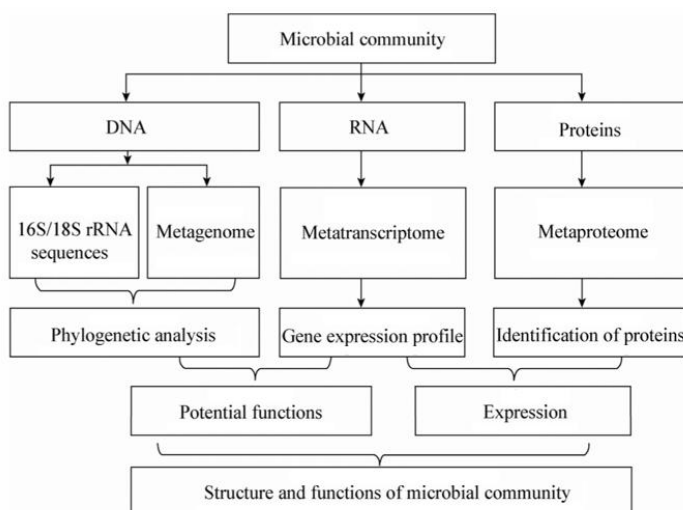 Microbial community
DNA
RNA
Proteins
16S/18S rRNA
sequences
Metagenome
Metatranscriptome
Metaproteome
Phylogenetic analysis
Gene expression profile
Identification of proteins
Potential functions
Expression
Structure and functions of microbial community